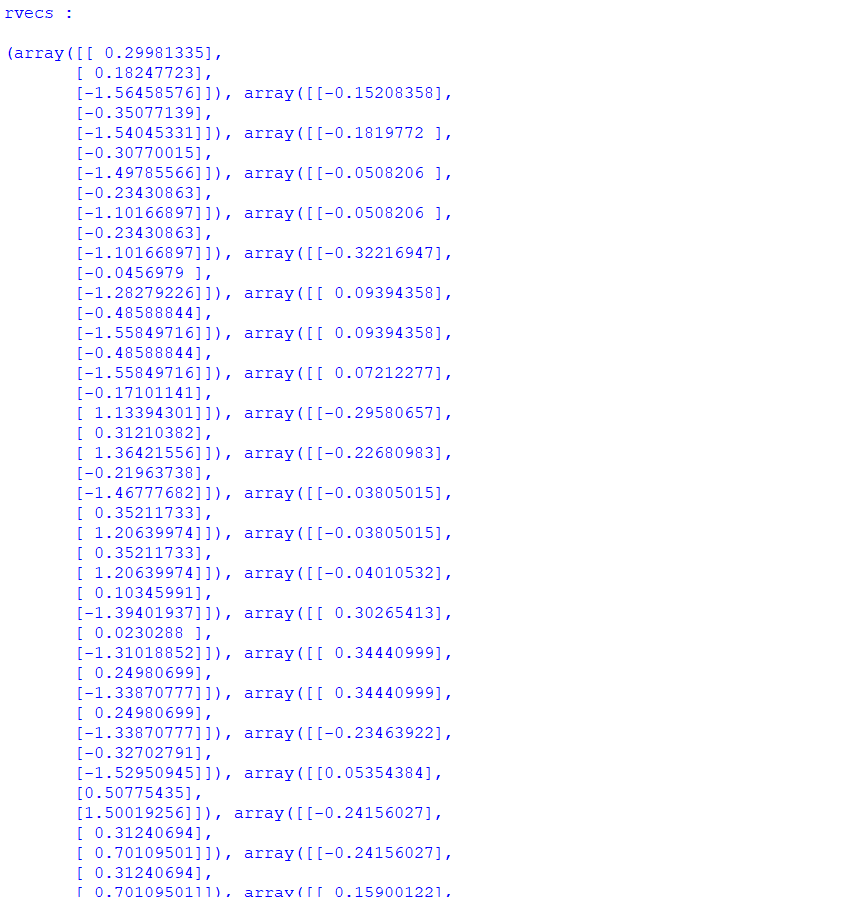 rvecs :
(array([[ 0.29981335],
[ 0.18247723],
[-1.56458576]]), array([[-0.15208358],
[-0.35077139],
[-1.54045331]]), array([[-0.1819772 ],
[-0.30770015],
[-1.49785566]]), array([[-0.0508206 ],
[-0.23430863],
[-1.10166897]]), array([[-0.0508206 ],
[-0.23430863],
[-1.10166897]]), array([[-0.32216947],
[-0.0456979 ],
[-1.28279226]]), array([[ 0.09394358],
[-0.48588844],
[-1.55849716]]), array([[ 0.09394358],
[-0.48588844],
[-1.55849716]]), array([[ 0.07212277],
[-0.17101141],
[ 1.13394301]]), array([[-0.29580657],
[ 0.31210382],
[ 1.36421556]]), array([[-0.22680983],
[-0.21963738],
[-1.46777682]]), array([[-0.03805015],
[ 0.35211733],
[ 1.20639974]]), array([[-0.03805015],
[ 0.35211733],
[ 1.20639974]]), array([[-0.04010532],
[ 0.10345991],
[-1.39401937]]), array([[ 0.30265413],
[ 0.0230288 ],
[-1.31018852]]), array([[ 0.34440999],
[ 0.24980699],
[-1.33870777]]), array([[ 0.34440999],
[ 0.24980699],
[-1.33870777]]), array([[-0.23463922],
[-0.32702791],
[-1.52950945]]), array([[0.05354384],
[0.50775435],
[1.50019256]]), array([[-0.24156027],
[ 0.31240694],
[ 0.70109501]]), array([[-0.24156027],
[ 0.31240694],
[ 0.70109501]]), array([[ 0.15900122],